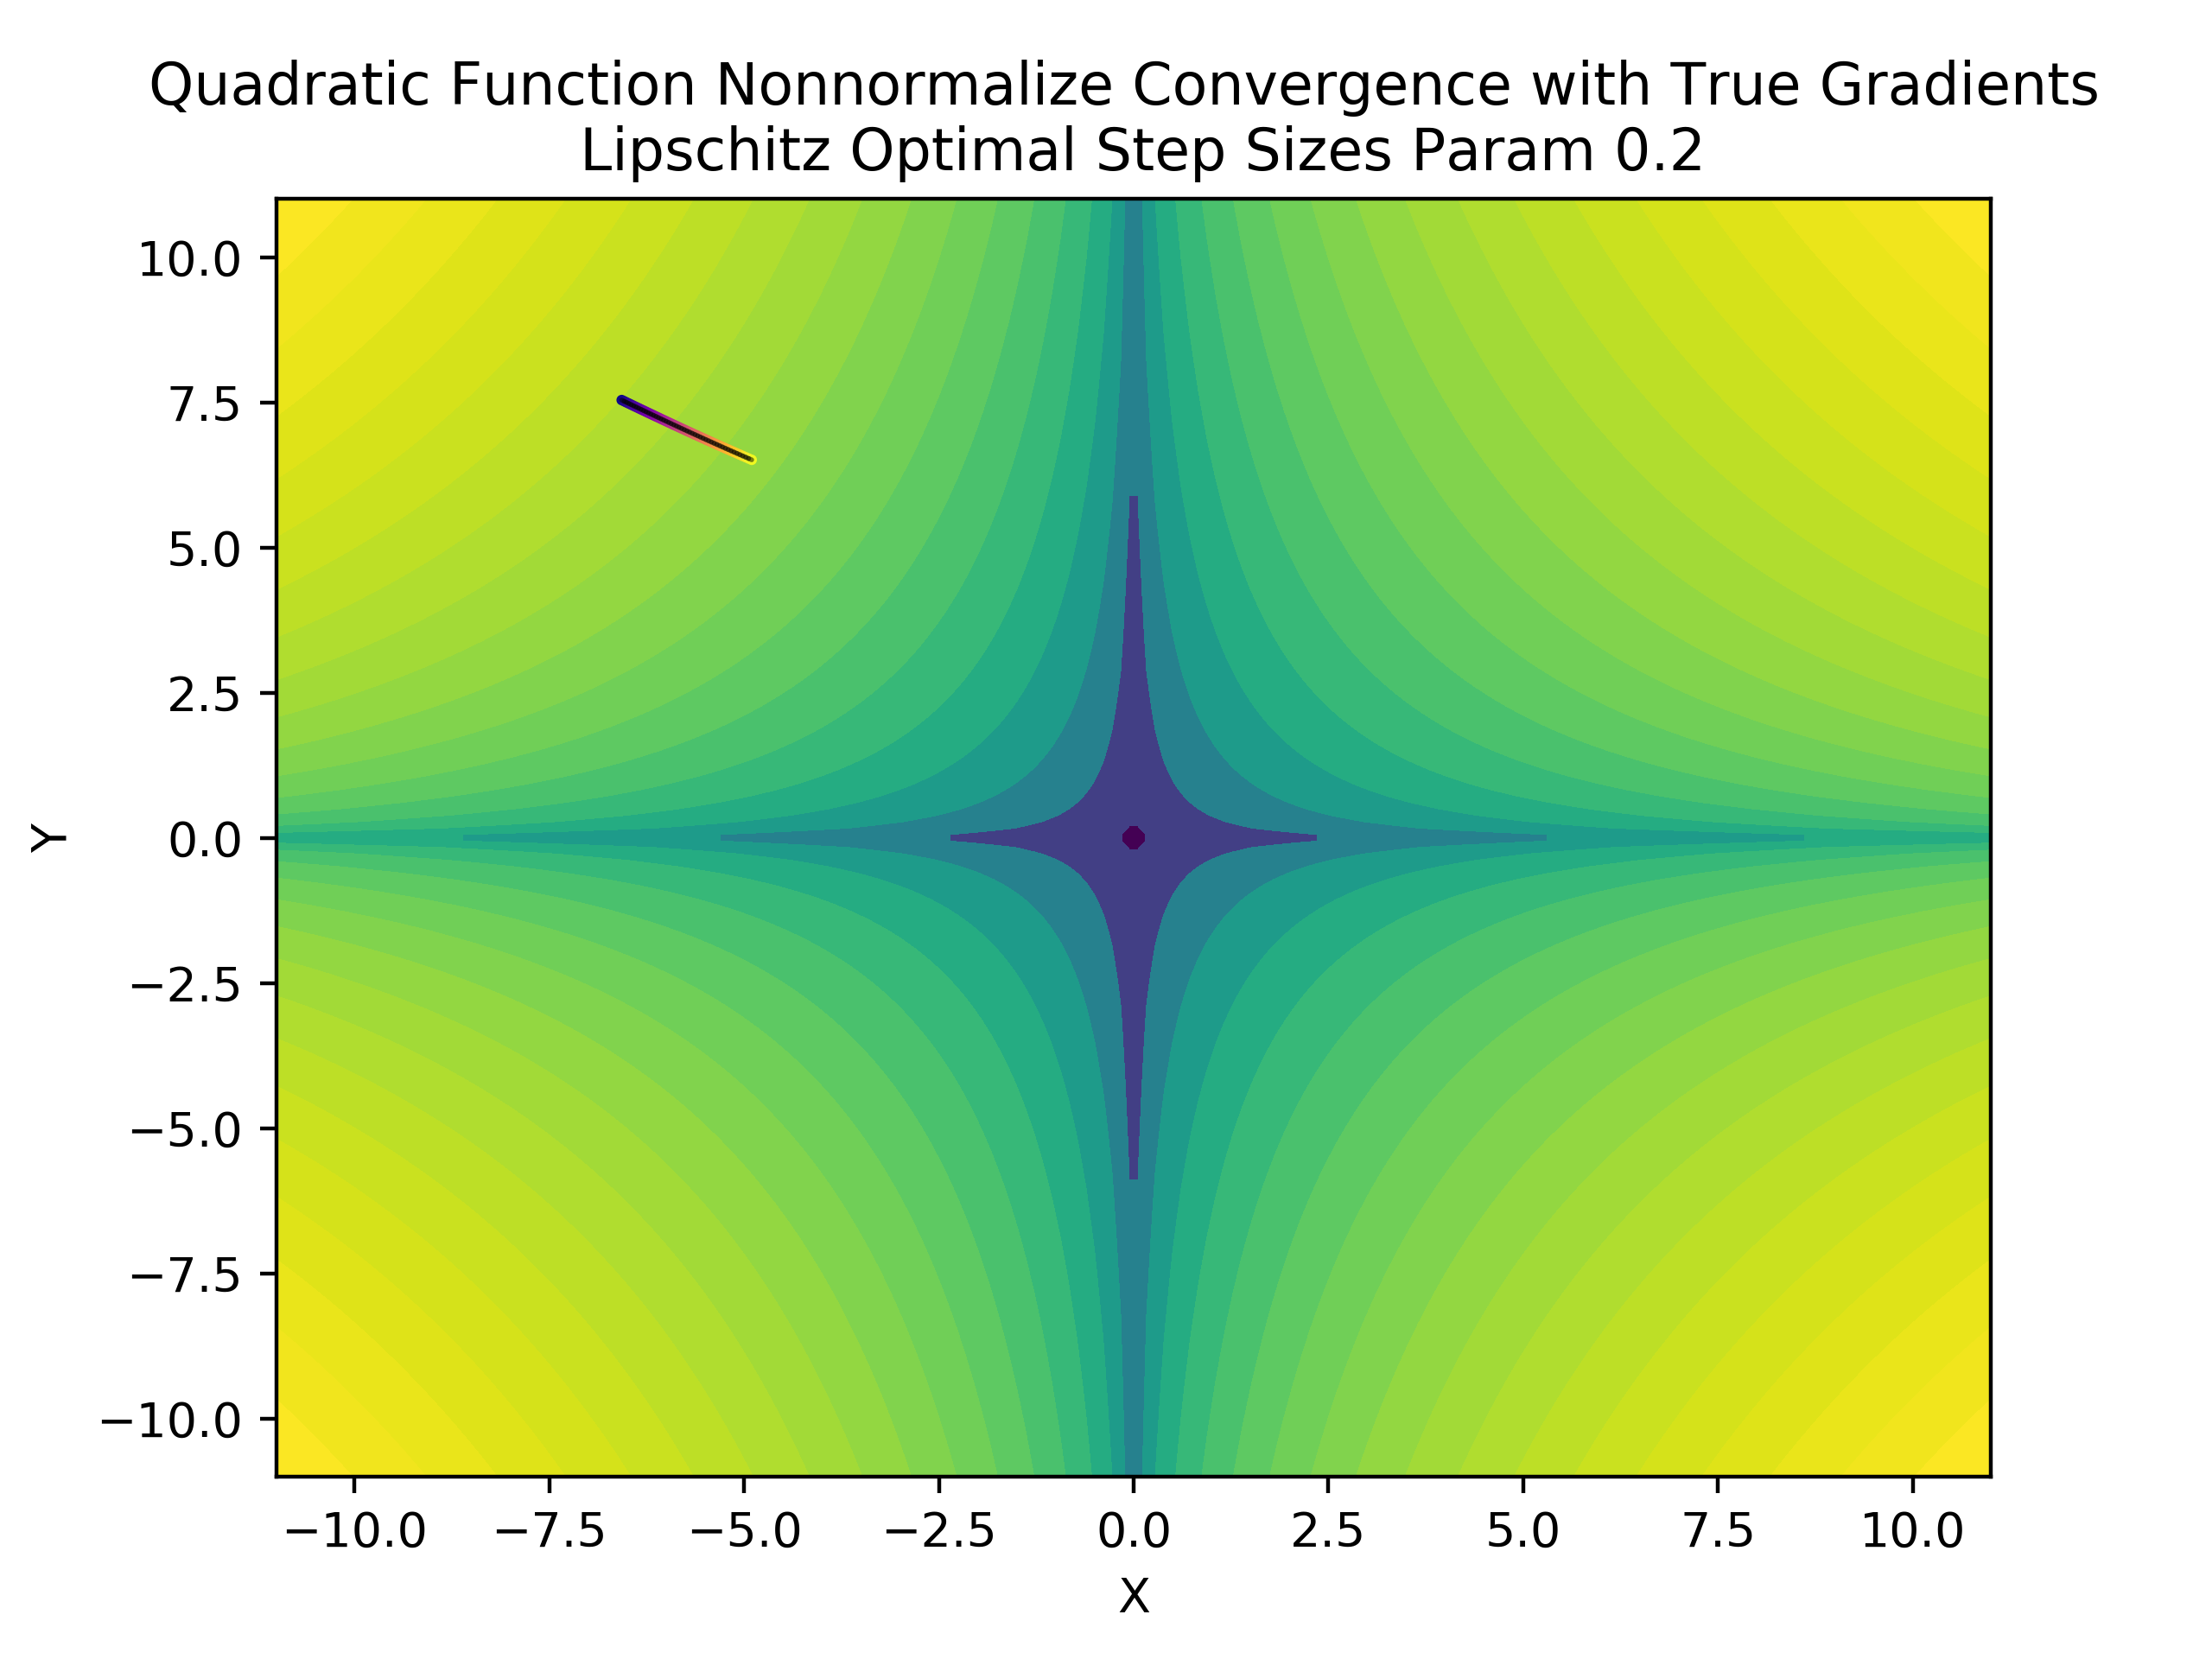 Quadratic Function Nonnormalize Convergence with True Gradients
Lipschitz Optimal Step Sizes Param 0.2
10.0
7.5
5.0
2.5
0.0
−2.5
−5.0
−7.5
−10.0
Y
−10.0 −7.5 −5.0 −2.5 0.0 2.5 5.0 7.5 10.0
X